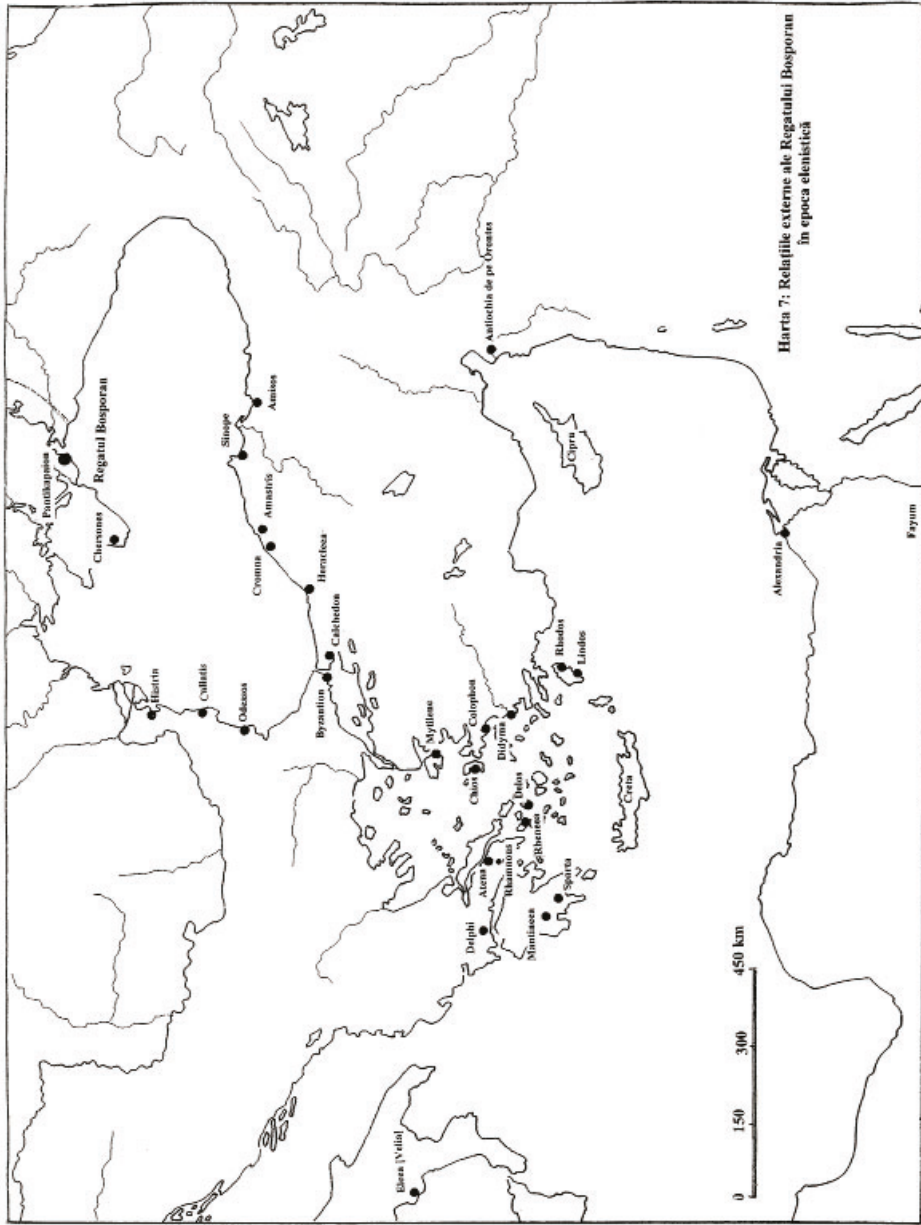 Pantikapaion
Regatul Bosporan
Chersones
Histria
Callatis
Odessos
Sinope
Amisos
Amastris
Cromna
Heracleea
Calchedon
Byzantion
Mytilene
Colophon
Chios
Didyma
Delos
Rheneea
Atena
Rhamnous
Delphi
Sparta
Mantineea
Rhodos
Lindos
Creta
Cipru
Antiochia de pe Orontes
Alexandria
Fayum
Eleea [Velia]
0 150 300 450 km
Harta 7: Relațiile externe ale Regatului Bosporan
în epoca elenistică